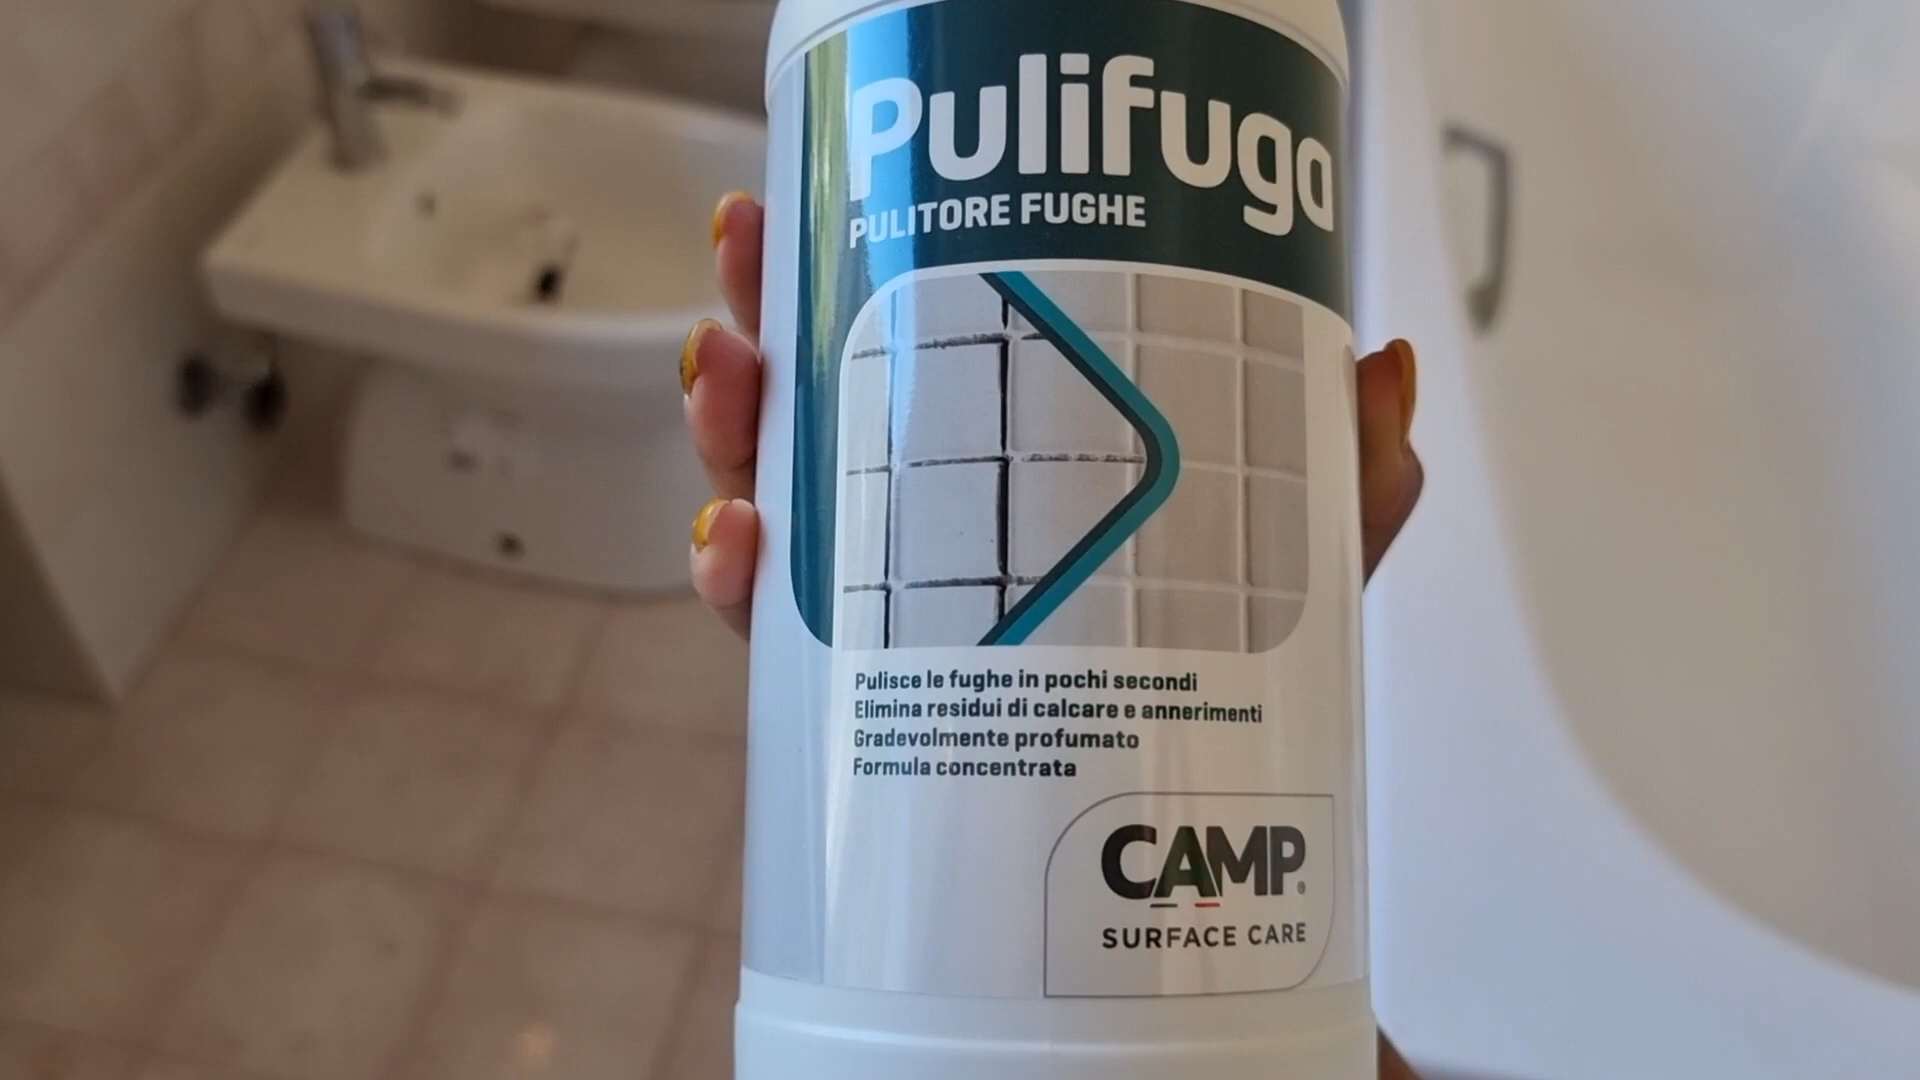 Pulifuga
PULITORE FUGHE
Pulisce le fughe in pochi secondi
Elimina residui di calcare e annerimenti
Gradevolmente profumato
Formula concentrata
CAMP®
SURFACE CARE